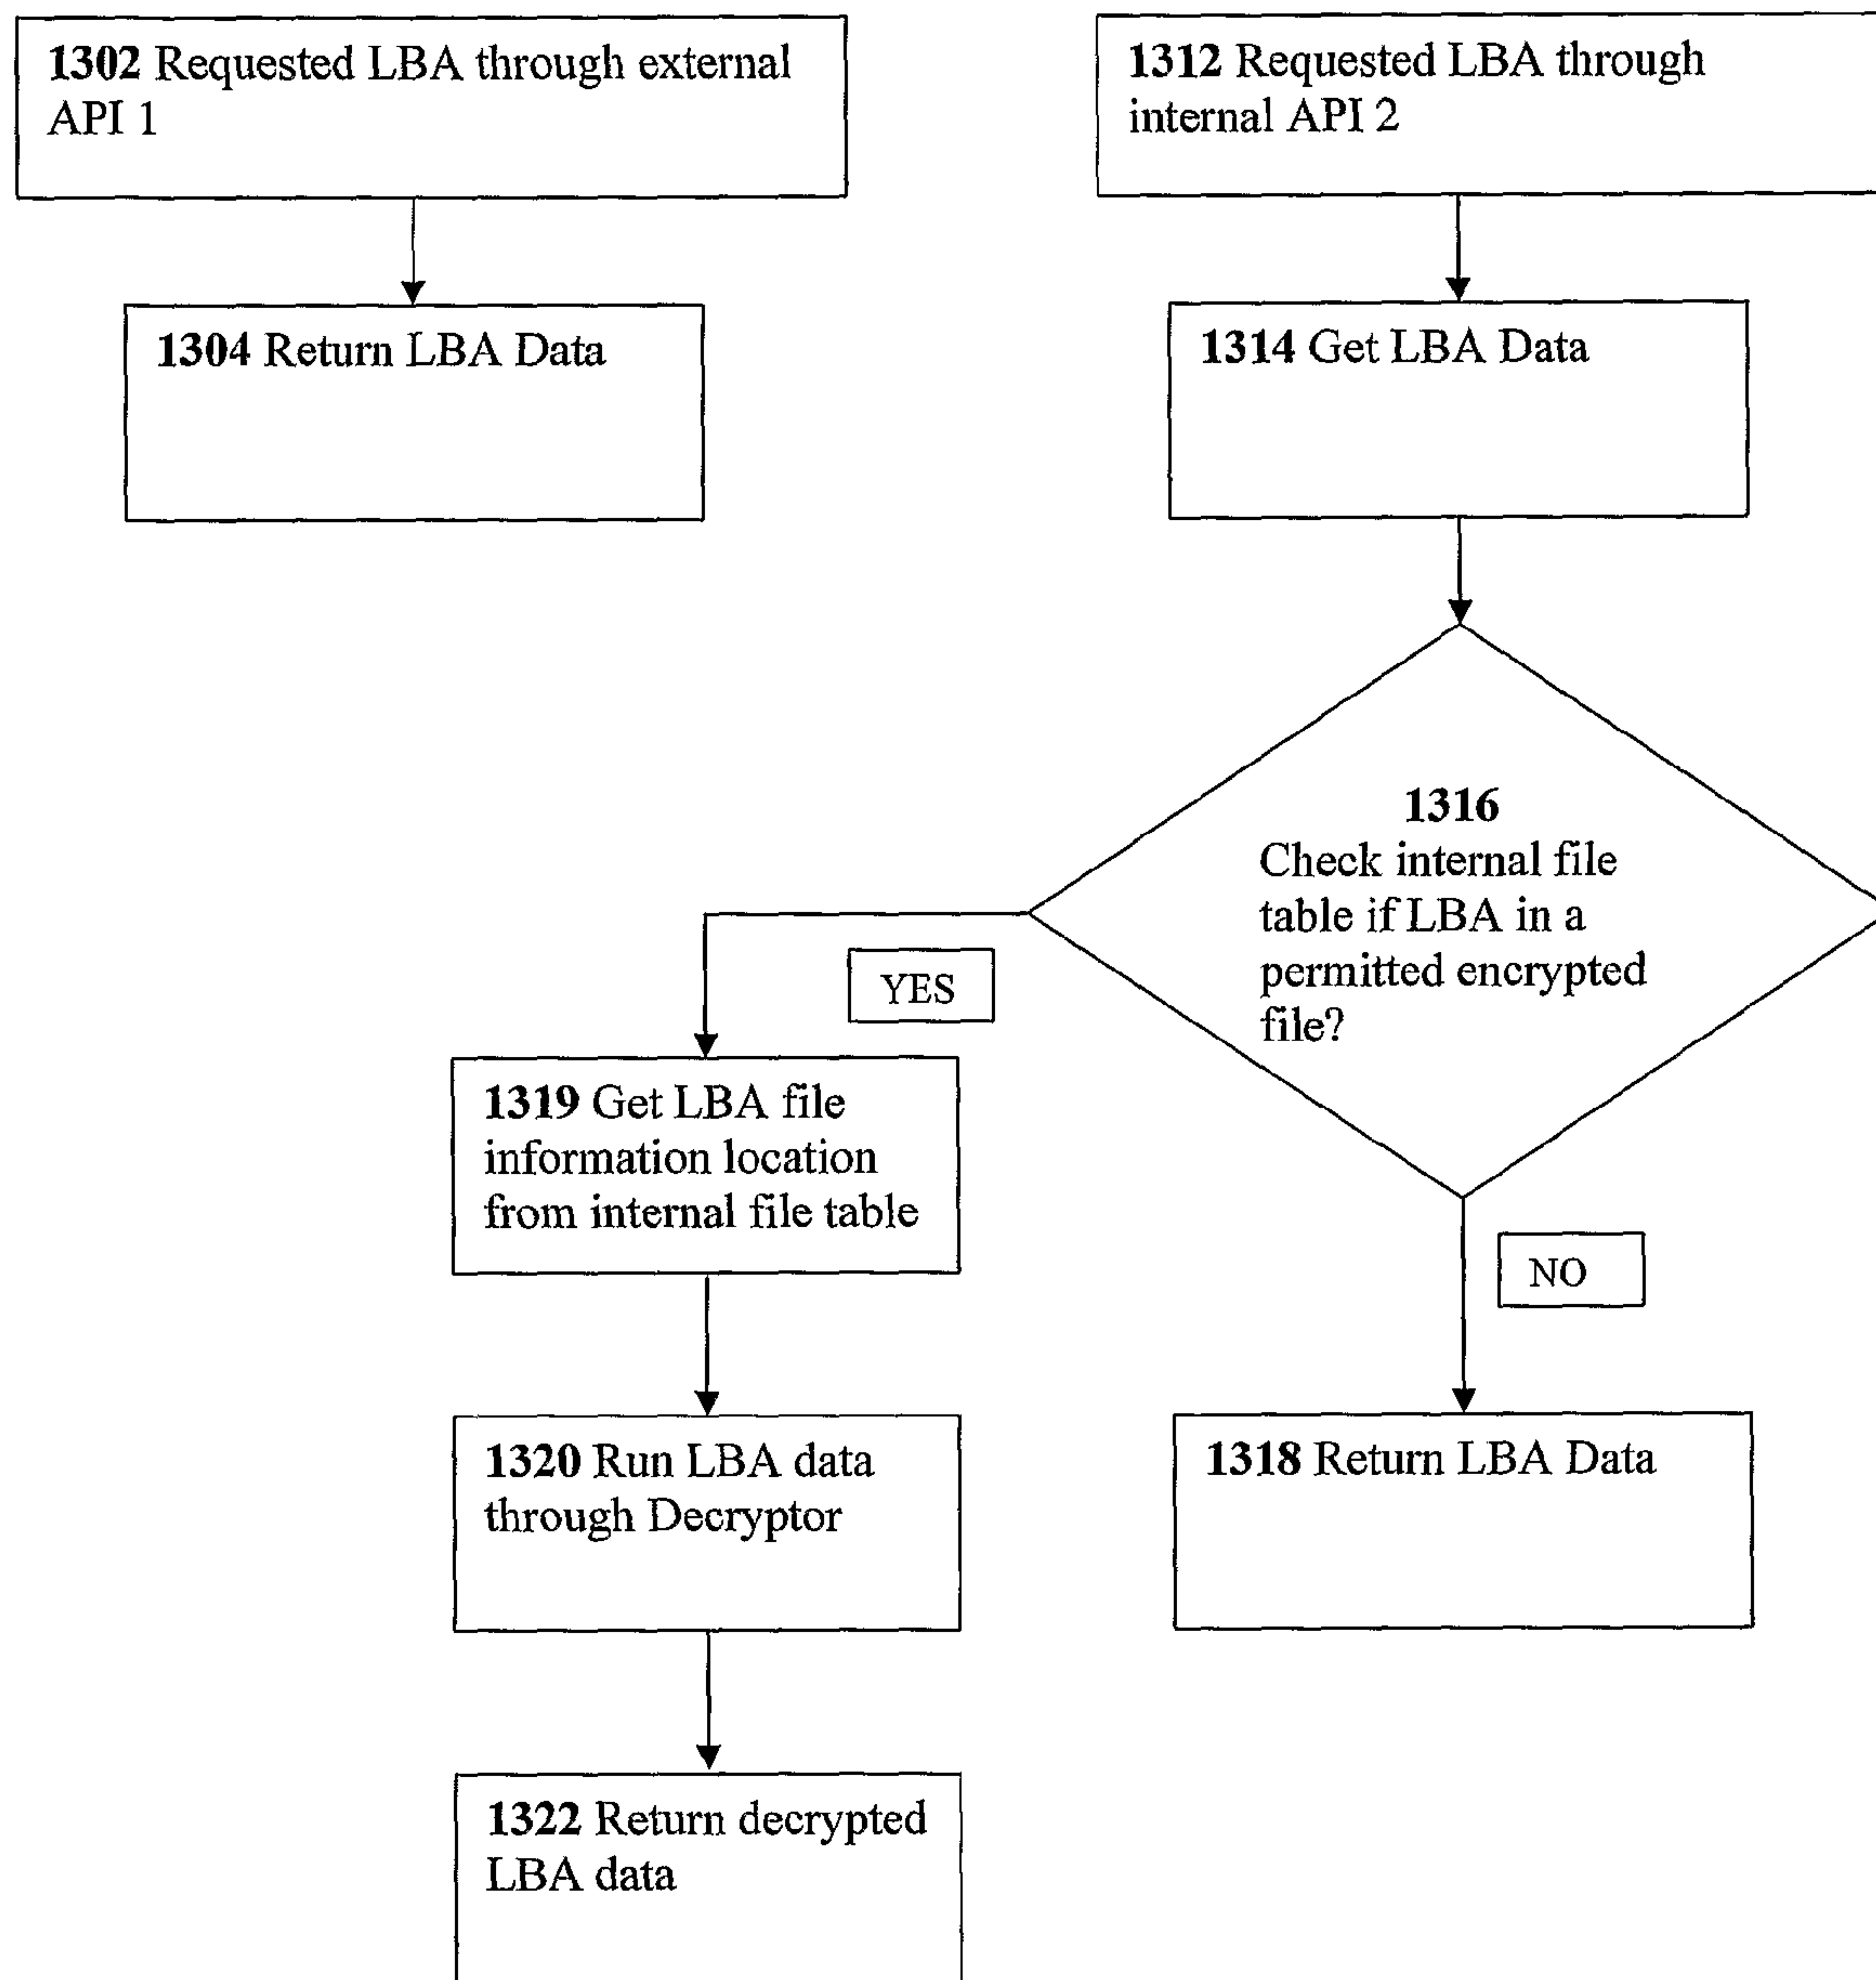 1302 Requested LBA through external
API 1
1304 Return LBA Data
1312 Requested LBA through
internal API 2
1314 Get LBA Data
1316
Check internal file
table if LBA in a
permitted encrypted
file?
YES
1319 Get LBA file
information location
from internal file table
1320 Run LBA data
through Decryptor
1322 Return decrypted
LBA data
NO
1318 Return LBA Data